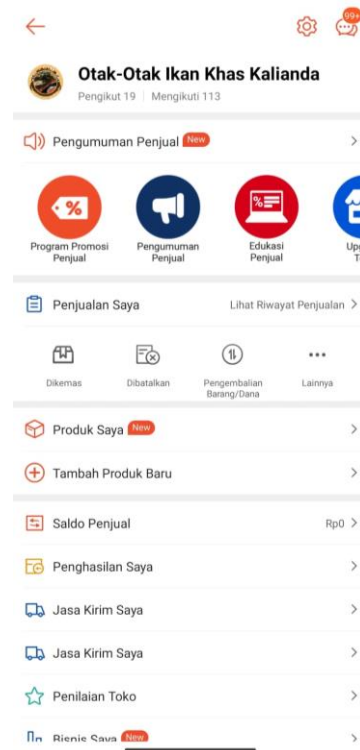 99+
Otak-Otak Ikan Khas Kalianda
Pengikut 19 | Mengikuti 113
Pengumuman Penjual New
%
Program Promosi
Penjual
Pengumuman
Penjual
Edukasi
Penjual
Penjualan Saya Lihat Riwayat Penjualan
Dikemas
Dibatalkan
Pengembalian
Barang/Dana
Lainnya
Produk Saya New
Tambah Produk Baru
Saldo Penjual Rp0
Penghasilan Saya
Jasa Kirim Saya
Jasa Kirim Saya
Penilaian Toko
Bisnis Saya New